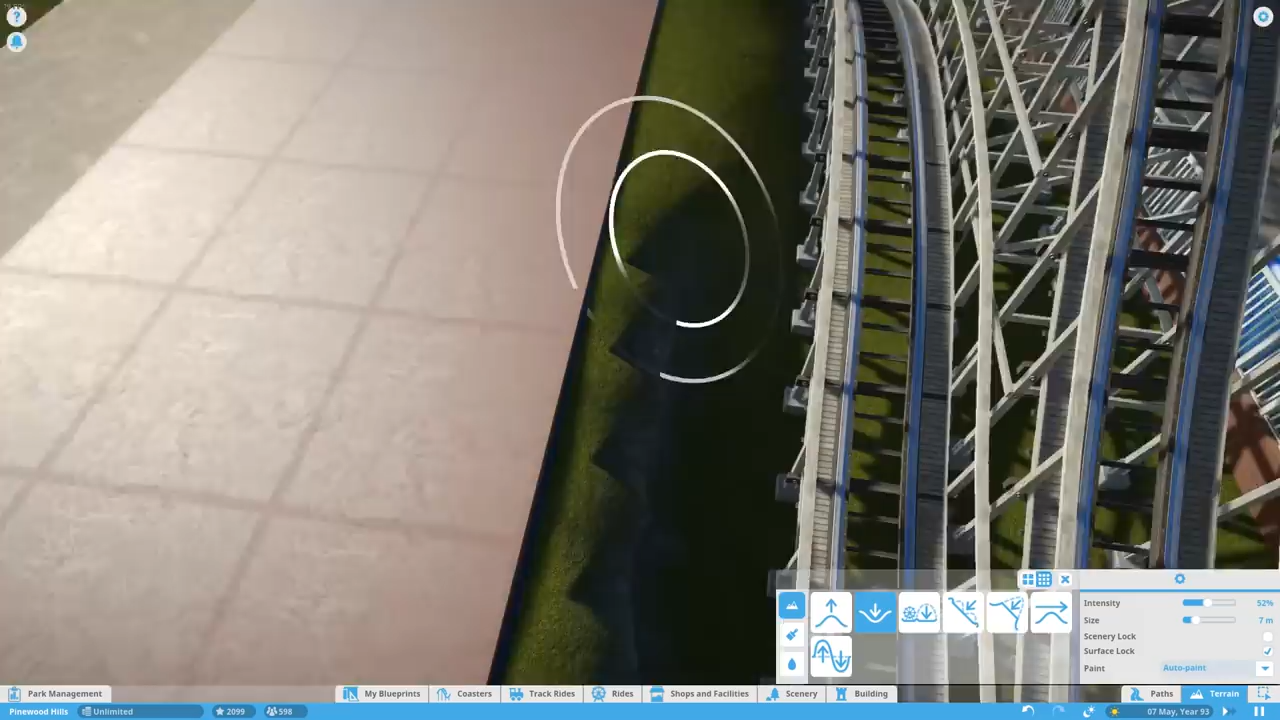 ?
Intensity 52%
Size 7 m
Scenery Lock
Surface Lock
Paint Auto-paint
Park Management My Blueprints Coasters Track Rides Rides Shops and Facilities Scenery Building Paths Terrain
Pinewood Hills Unlimited 2099 598 07 May, Year 93